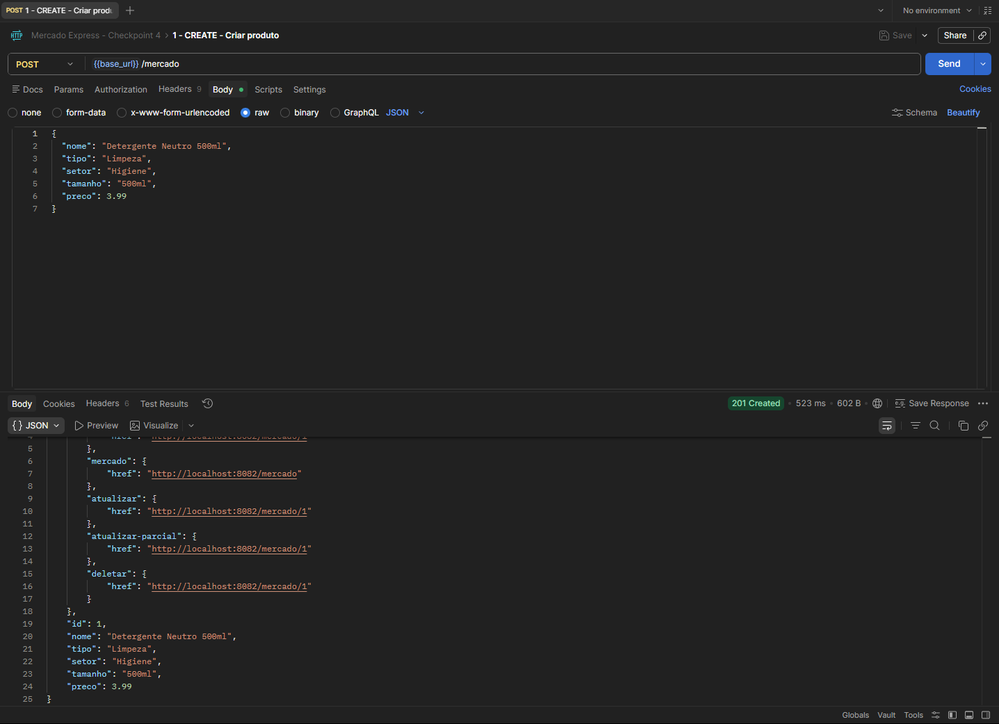 POST 1 - CREATE - Criar produ
No environment
Mercado Express - Checkpoint 4 > 1 - CREATE - Criar produto
Save
Share
POST
{{base_url}} /mercado
Send
Docs Params Authorization Headers 9 Body Scripts Settings
Cookies
none form-data x-www-form-urlencoded raw binary GraphQL JSON
Schema Beautify
1 {
2 "nome": "Detergente Neutro 500ml",
3 "tipo": "Limpeza",
4 "setor": "Higiene",
5 "tamanho": "500ml",
6 "preco": 3.99
7 }
Body Cookies Headers 6 Test Results
201 Created • 523 ms • 602 B
e.g. Save Response
{} JSON Preview Visualize
4 "href": "http://localhost:8082/mercado/1"
5 },
6 "mercado": {
7 "href": "http://localhost:8082/mercado"
8 },
9 "atualizar": {
10 "href": "http://localhost:8082/mercado/1"
11 },
12 "atualizar-parcial": {
13 "href": "http://localhost:8082/mercado/1"
14 },
15 "deletar": {
16 "href": "http://localhost:8082/mercado/1"
17 }
18 },
19 "id": 1,
20 "nome": "Detergente Neutro 500ml",
21 "tipo": "Limpeza",
22 "setor": "Higiene",
23 "tamanho": "500ml",
24 "preco": 3.99
25 }
Globals Vault Tools